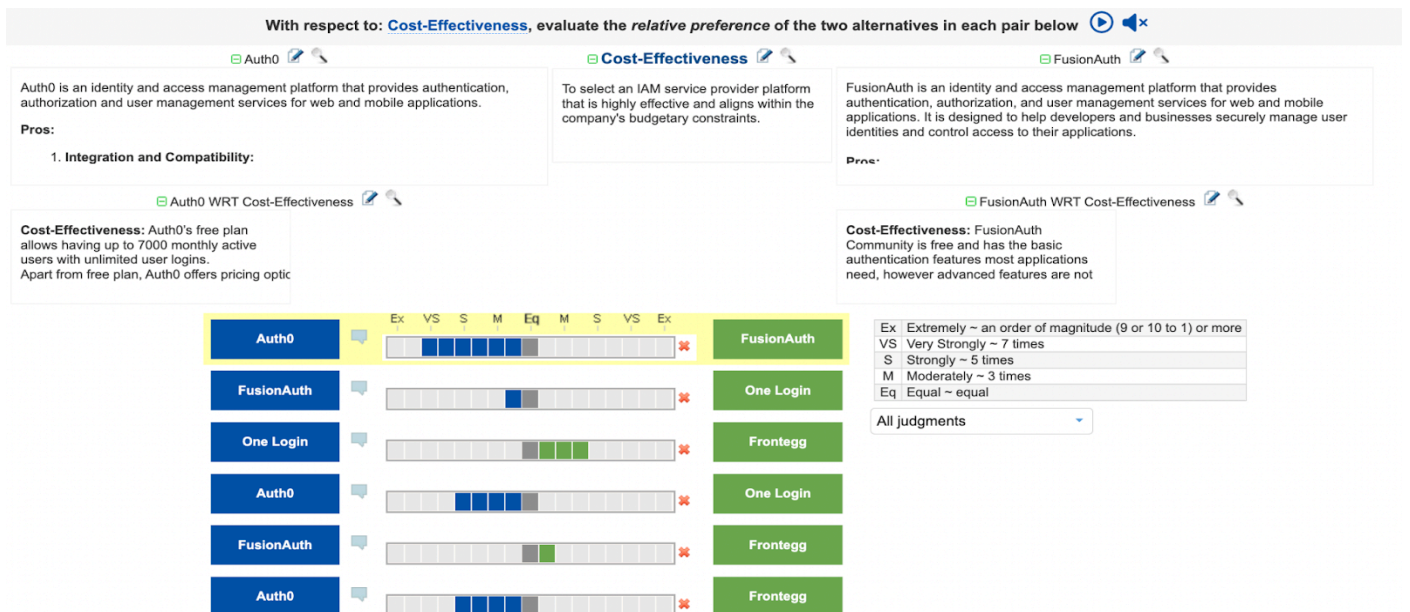 With respect to: Cost-Effectiveness, evaluate the relative preference of the two alternatives in each pair below
Auth0
Cost-Effectiveness
FusionAuth
Auth0 is an identity and access management platform that provides authentication,
authorization and user management services for web and mobile applications.
Pros:
1. Integration and Compatibility:
To select an IAM service provider platform
that is highly effective and aligns within the
company's budgetary constraints.
FusionAuth is an identity and access management platform that provides
authentication, authorization, and user management services for web and mobile
applications. It is designed to help developers and businesses securely manage user
identities and control access to their applications.
Pros:
Auth0 WRT Cost-Effectiveness
FusionAuth WRT Cost-Effectiveness
Cost-Effectiveness: Auth0's free plan
allows having up to 7000 monthly active
users with unlimited user logins.
Apart from free plan, Auth0 offers pricing optic
Cost-Effectiveness: FusionAuth
Community is free and has the basic
authentication features most applications
need, however advanced features are not
Ex VS S M Eq M S VS Ex
Auth0 FusionAuth
FusionAuth One Login
One Login Frontegg
Auth0 One Login
FusionAuth Frontegg
Auth0 Frontegg
Ex Extremely ~ an order of magnitude (9 or 10 to 1) or more
VS Very Strongly ~ 7 times
S Strongly ~ 5 times
M Moderately ~ 3 times
Eq Equal ~ equal
All judgments